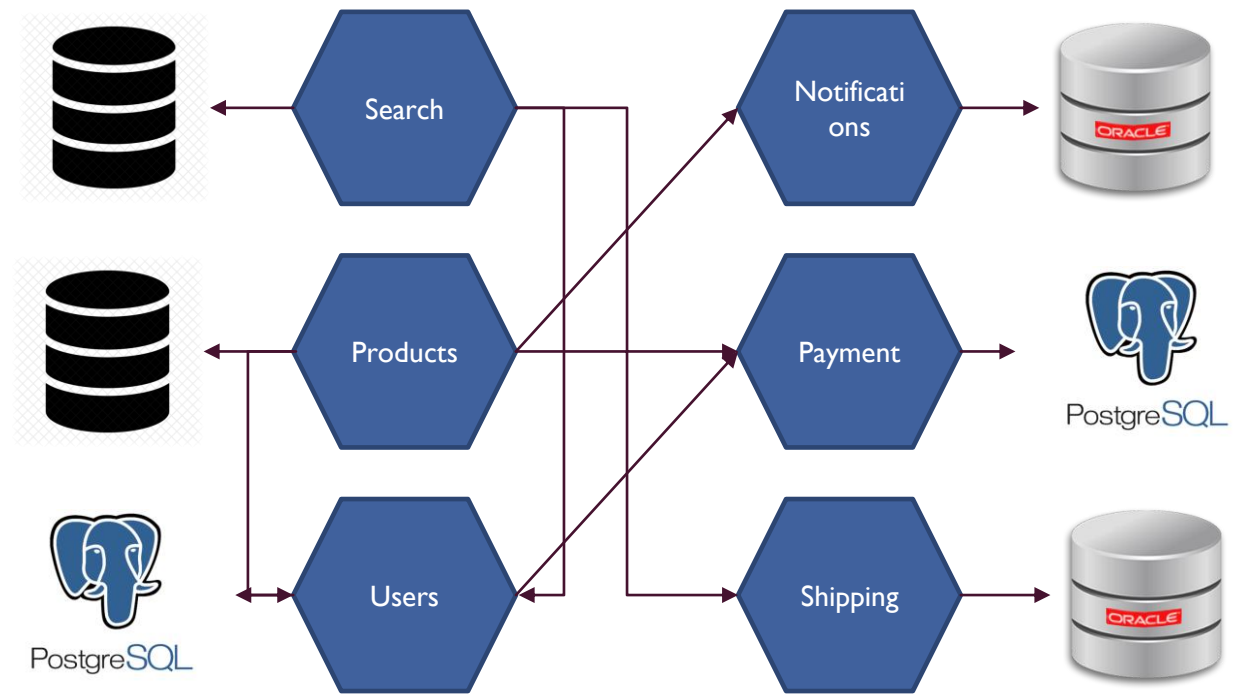 Search
Notificati
ons
ORACLE
Products
Payment
PostgreSQL
Users
Shipping
PostgreSQL
ORACLE